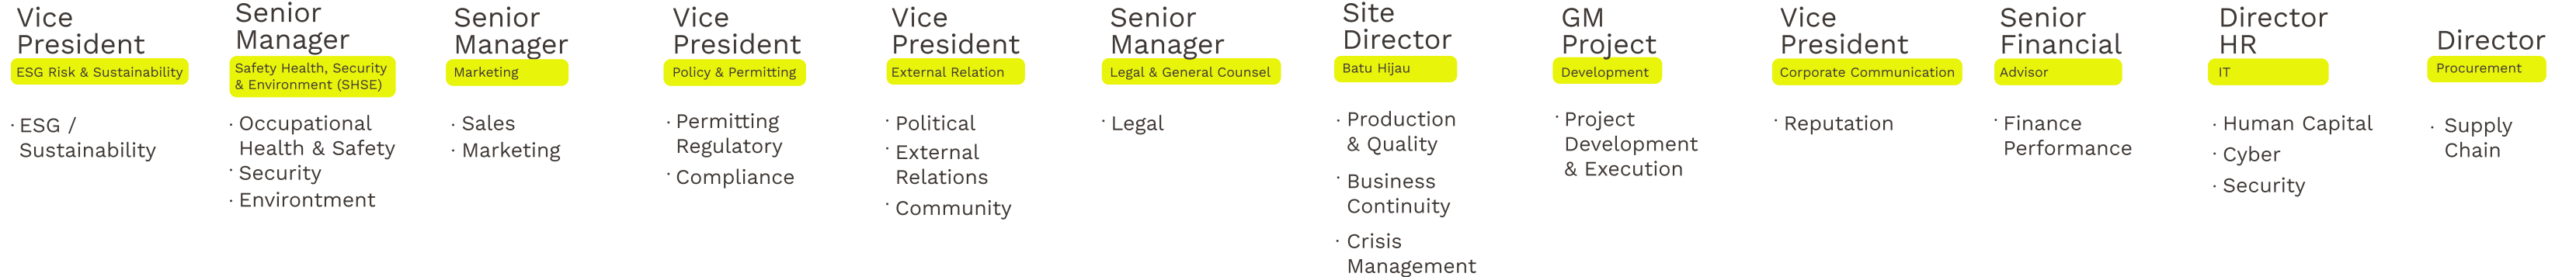 Vice
President
ESG Risk & Sustainability
· ESG /
Sustainability
Senior
Manager
Safety Health, Security
& Environment (SHSE)
· Occupational
Health & Safety
· Security
· Environtment
Senior
Manager
Marketing
· Sales
· Marketing
Vice
President
Policy & Permitting
· Permitting
Regulatory
· Compliance
Vice
President
External Relation
· Political
· External
Relations
· Community
Senior
Manager
Legal & General Counsel
· Legal
Site
Director
Batu Hijau
· Production
& Quality
· Business
Continuity
· Crisis
Management
GM
Project
Development
· Project
Development
& Execution
Vice
President
Corporate Communication
· Reputation
Senior
Financial
Advisor
· Finance
Performance
Director
HR
IT
· Human Capital
· Cyber
· Security
Director
Procurement
· Supply
Chain